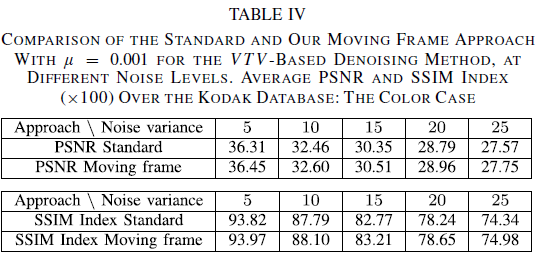 TABLE IV
COMPARISON OF THE STANDARD AND OUR MOVING FRAME APPROACH
WITH μ = 0.001 FOR THE VTV-BASED DENOISING METHOD, AT
DIFFERENT NOISE LEVELS. AVERAGE PSNR AND SSIM INDEX
(×100) OVER THE KODAK DATABASE: THE COLOR CASE
Approach \ Noise variance 5 10 15 20 25
PSNR Standard 36.31 32.46 30.35 28.79 27.57
PSNR Moving frame 36.45 32.60 30.51 28.96 27.75
Approach \ Noise variance 5 10 15 20 25
SSIM Index Standard 93.82 87.79 82.77 78.24 74.34
SSIM Index Moving frame 93.97 88.10 83.21 78.65 74.98